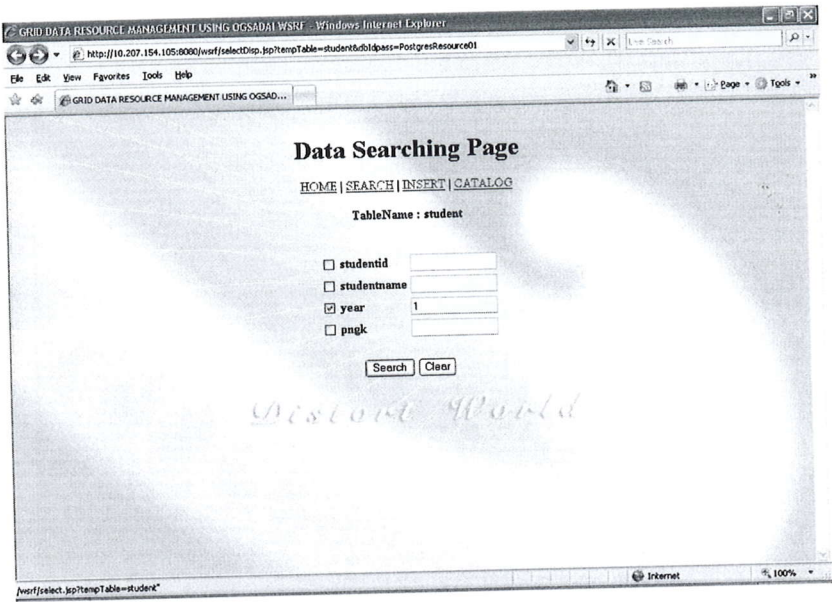 GRID DATA RESOURCE MANAGEMENT USING OGSADAI WSRF - Windows Internet Explorer
http://10.207.154.105:8080/wsrf/selectDisp.jsp?tempTable=student&dbIdpass=PostgresResource01
Live Search
File Edit View Favorites Tools Help
GRID DATA RESOURCE MANAGEMENT USING OGSAD...
Page Tools
Data Searching Page
HOME | SEARCH | INSERT | CATALOG
TableName : student
studentid
studentname
year 1
pngk
Search Clear
Distort World
/wsrf/select.jsp?tempTable=student"
Internet 100%